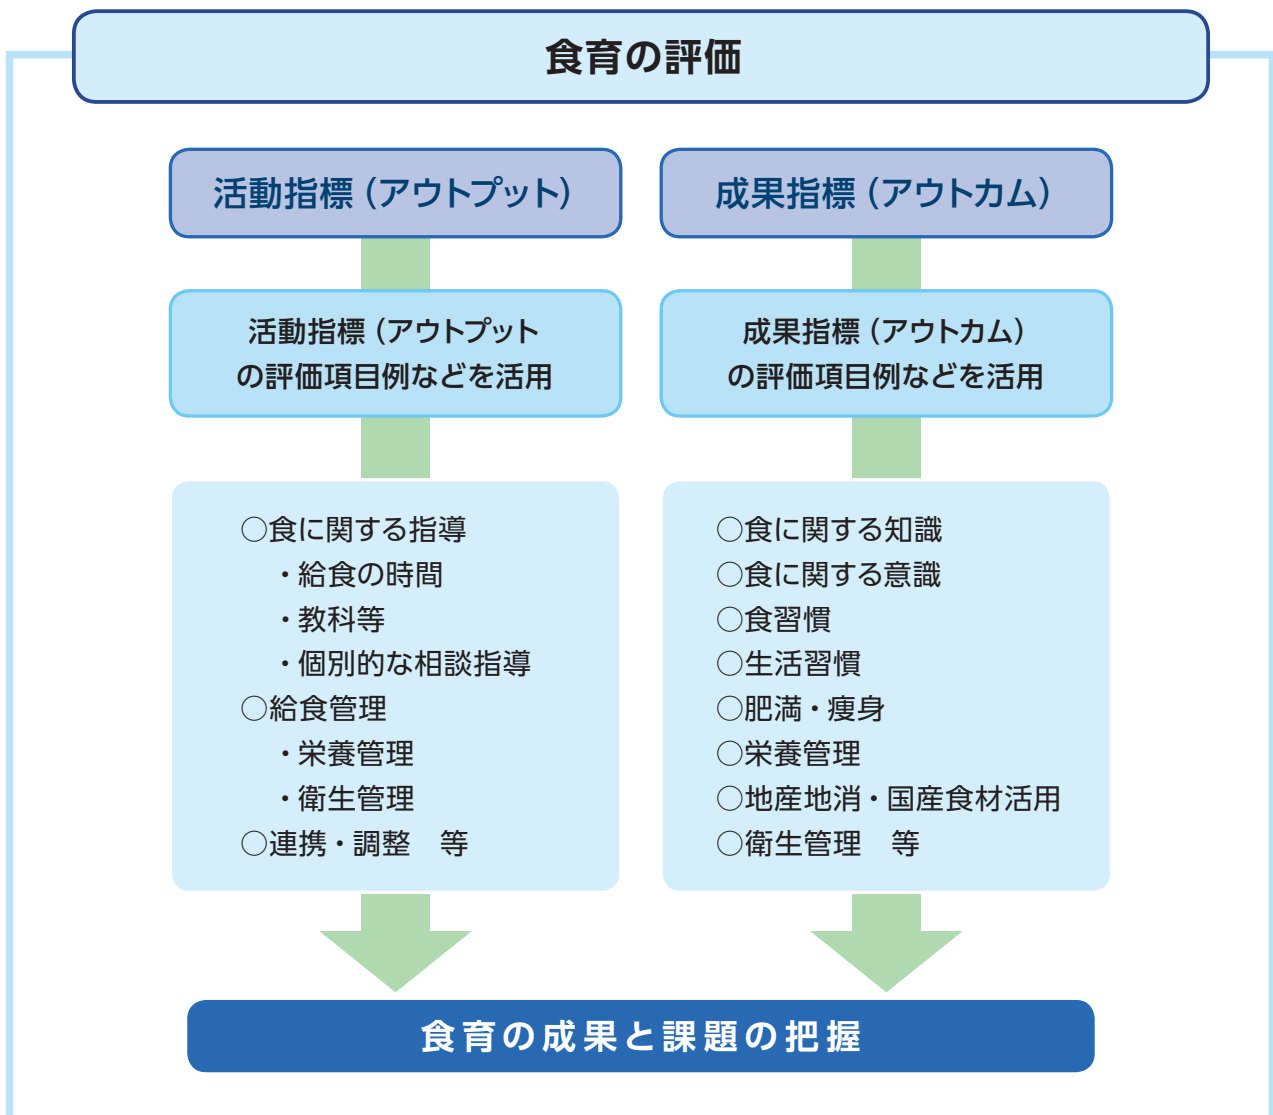 食育の評価
活動指標（アウトプット）
活動指標（アウトプット
の評価項目例などを活用
○食に関する指導
・給食の時間
・教科等
・個別的な相談指導
○給食管理
・栄養管理
・衛生管理
○連携・調整　等
成果指標（アウトカム）
成果指標（アウトカム）
の評価項目例などを活用
○食に関する知識
○食に関する意識
○食習慣
○生活習慣
○肥満・痩身
○栄養管理
○地産地消・国産食材活用
○衛生管理　等
食育の成果と課題の把握